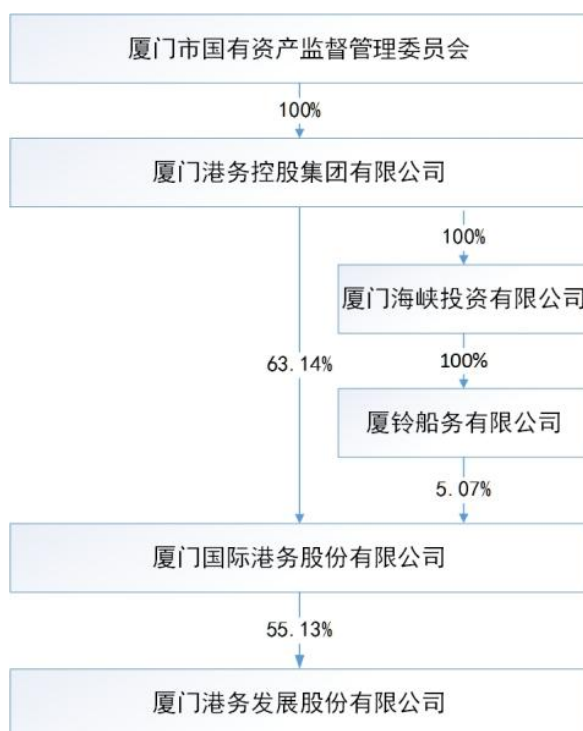 厦门市国有资产监督管理委员会
100%
厦门港务控股集团有限公司
100%
厦门海峡投资有限公司
63.14%
100%
厦铃船务有限公司
5.07%
厦门国际港务股份有限公司
55.13%
厦门港务发展股份有限公司